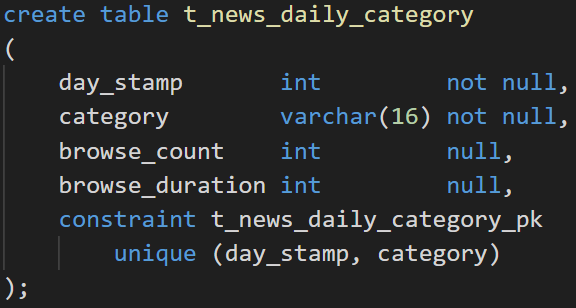 create table t_news_daily_category
(
    day_stamp       int          not null,
    category        varchar(16) not null,
    browse_count    int          null,
    browse_duration int          null,
    constraint t_news_daily_category_pk
        unique (day_stamp, category)
);